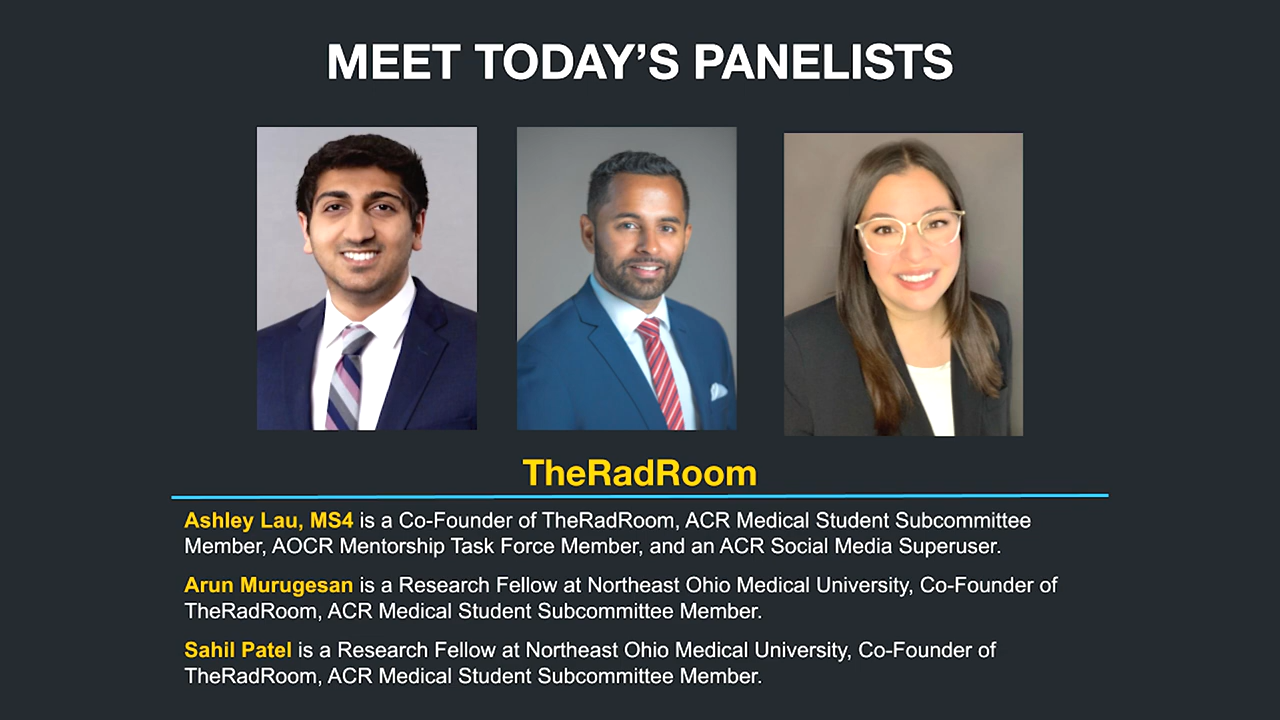 MEET TODAY’S PANELISTS
TheRadRoom
Ashley Lau, MS4 is a Co-Founder of TheRadRoom, ACR Medical Student Subcommittee
Member, AOCR Mentorship Task Force Member, and an ACR Social Media Superuser.
Arun Murugesan is a Research Fellow at Northeast Ohio Medical University, Co-Founder of
TheRadRoom, ACR Medical Student Subcommittee Member.
Sahil Patel is a Research Fellow at Northeast Ohio Medical University, Co-Founder of
TheRadRoom, ACR Medical Student Subcommittee Member.